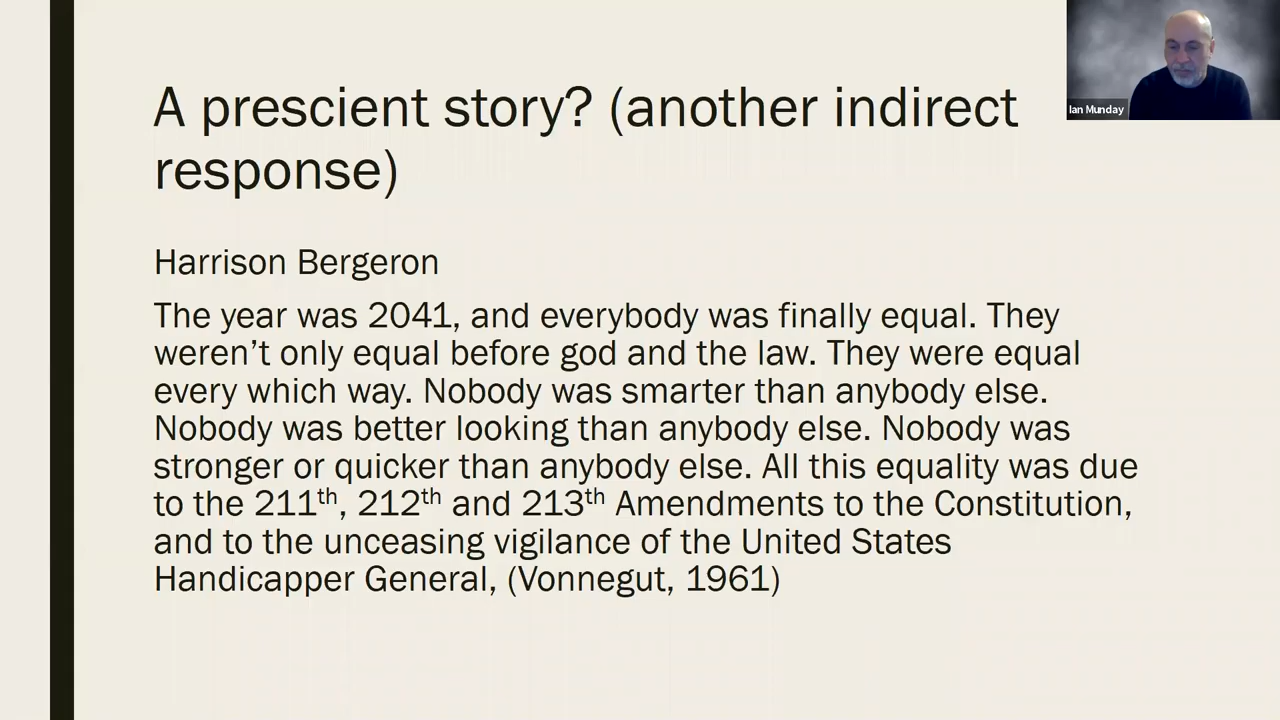 A prescient story? (another indirect
response)
Ian Munday
Harrison Bergeron
The year was 2041, and everybody was finally equal. They
weren’t only equal before god and the law. They were equal
every which way. Nobody was smarter than anybody else.
Nobody was better looking than anybody else. Nobody was
stronger or quicker than anybody else. All this equality was due
to the 211th, 212th and 213th Amendments to the Constitution,
and to the unceasing vigilance of the United States
Handicapper General, (Vonnegut, 1961)